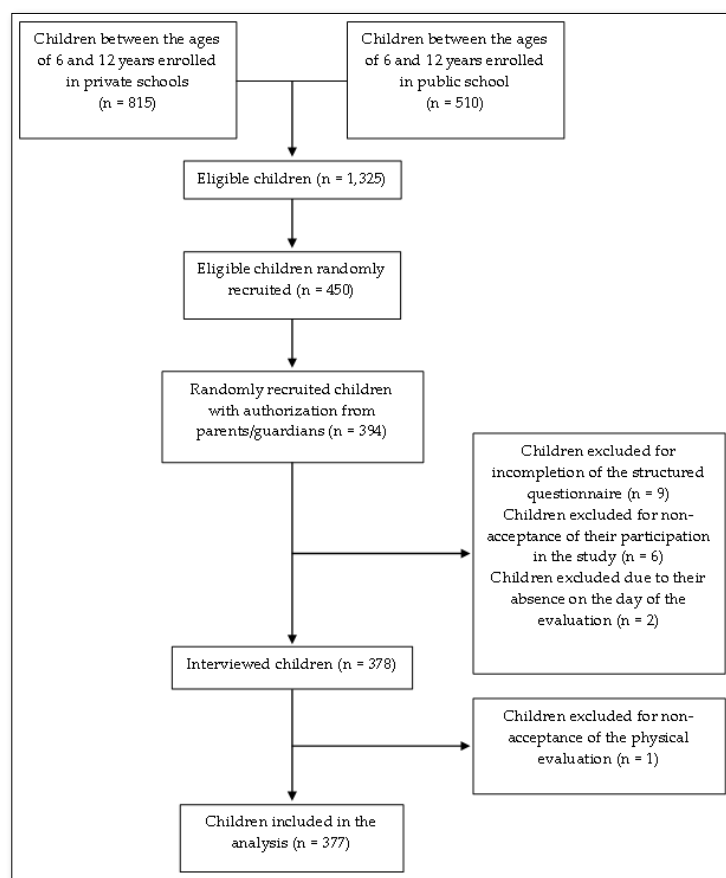 Children between the ages
of 6 and 12 years enrolled
in private schools
(n = 815)
Children between the ages
of 6 and 12 years enrolled
in public school
(n = 510)
Eligible children (n = 1,325)
Eligible children randomly
recruited (n = 450)
Randomly recruited children
with authorization from
parents/guardians (n = 394)
Children excluded for
incompletion of the structured
questionnaire (n = 9)
Children excluded for non-
acceptance of their participation
in the study (n = 6)
Children excluded due to their
absence on the day of the
evaluation (n = 2)
Interviewed children (n = 378)
Children excluded for non-
acceptance of the physical
evaluation (n = 1)
Children included in the
analysis (n = 377)